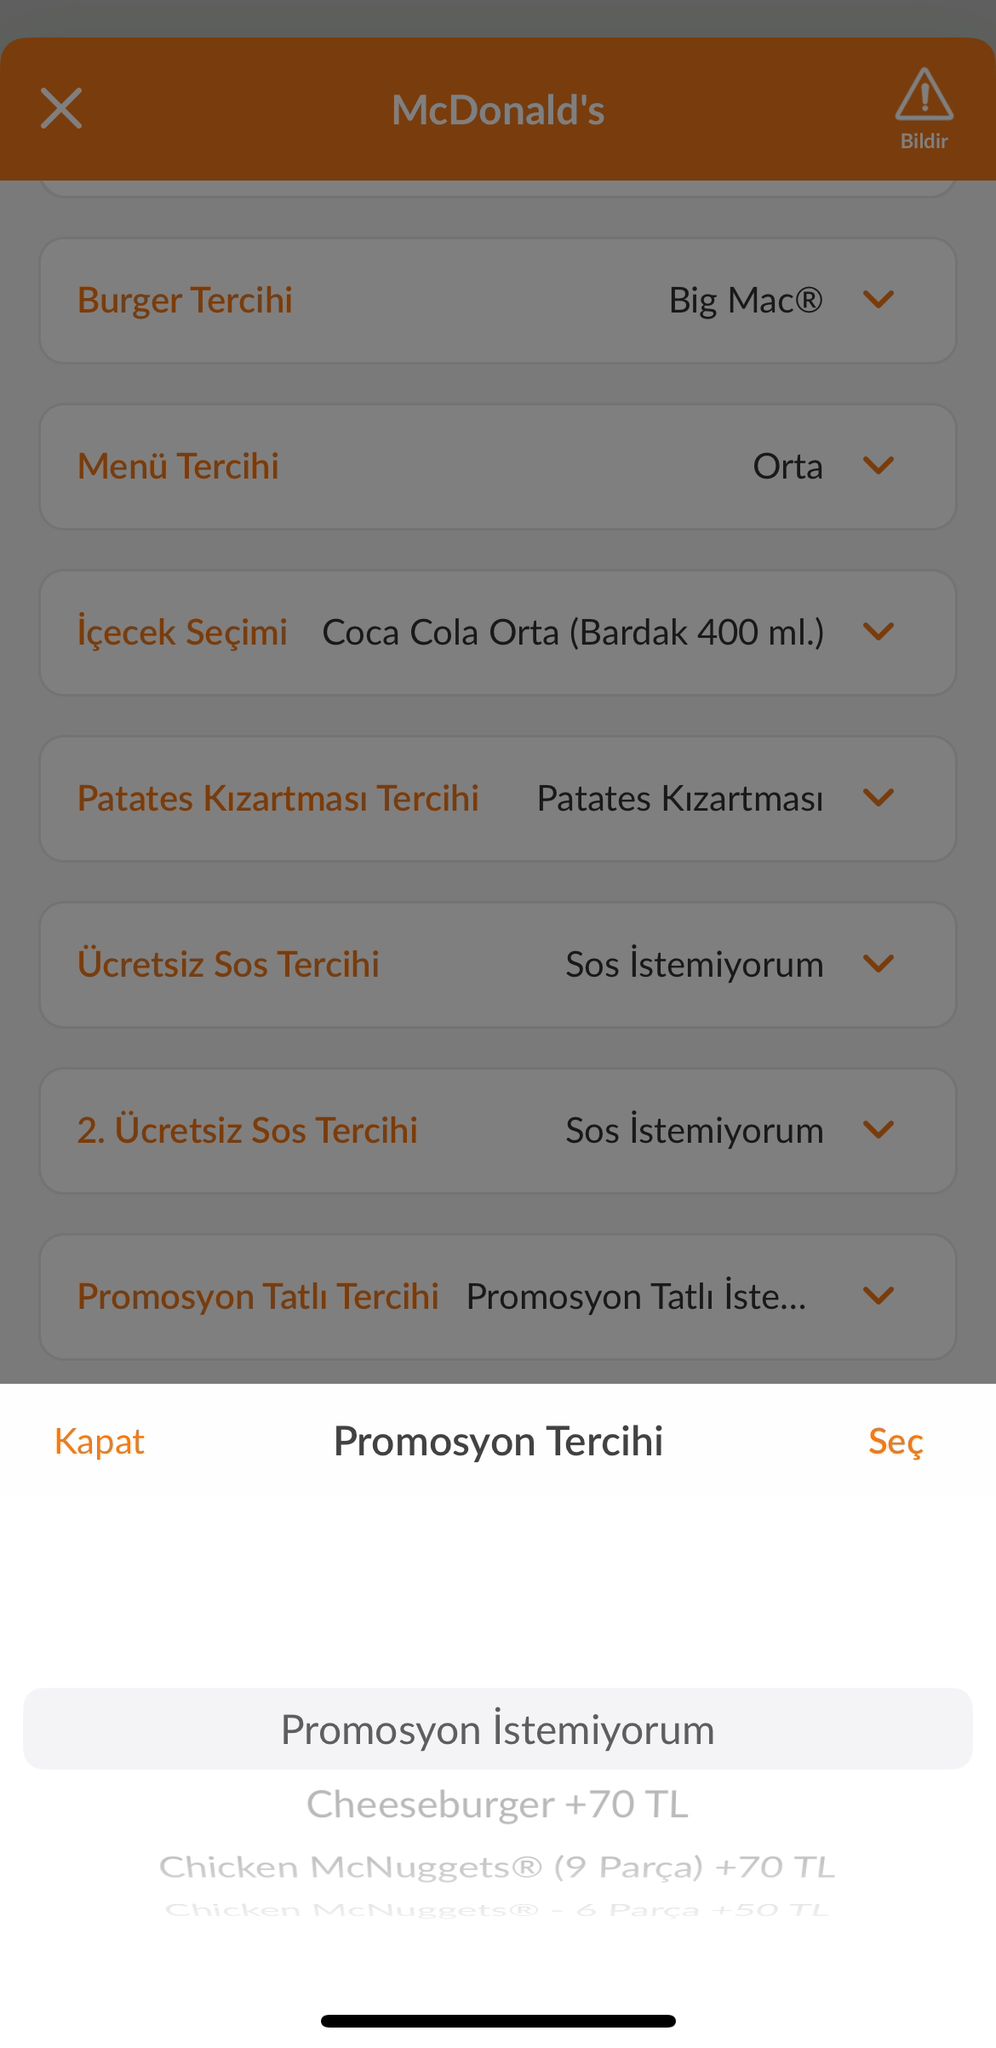 McDonald's
Bildir
Burger Tercihi Big Mac®
Menü Tercihi Orta
İçecek Seçimi Coca Cola Orta (Bardak 400 ml.)
Patates Kızartması Tercihi Patates Kızartması
Ücretsiz Sos Tercihi Sos İstemiyorum
2. Ücretsiz Sos Tercihi Sos İstemiyorum
Promosyon Tatlı Tercihi Promosyon Tatlı İste...
Kapat Promosyon Tercihi Seç
Promosyon İstemiyorum
Cheeseburger +70 TL
Chicken McNuggets® (9 Parça) +70 TL
Chicken McNuggets® - 6 Parça +50 TL